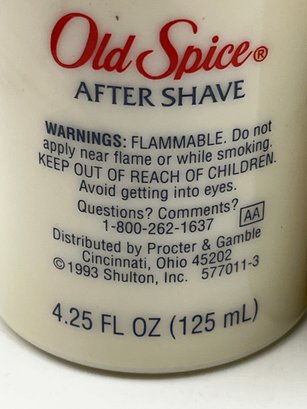 Old Spice®
AFTER SHAVE
WARNINGS: FLAMMABLE. Do not
apply near flame or while smoking.
KEEP OUT OF REACH OF CHILDREN.
Avoid getting into eyes.
Questions? Comments?
1-800-262-1637 AA
Distributed by Procter & Gamble
Cincinnati, Ohio 45202
©1993 Shulton, Inc. 577011-3
4.25 FL OZ (125 mL)